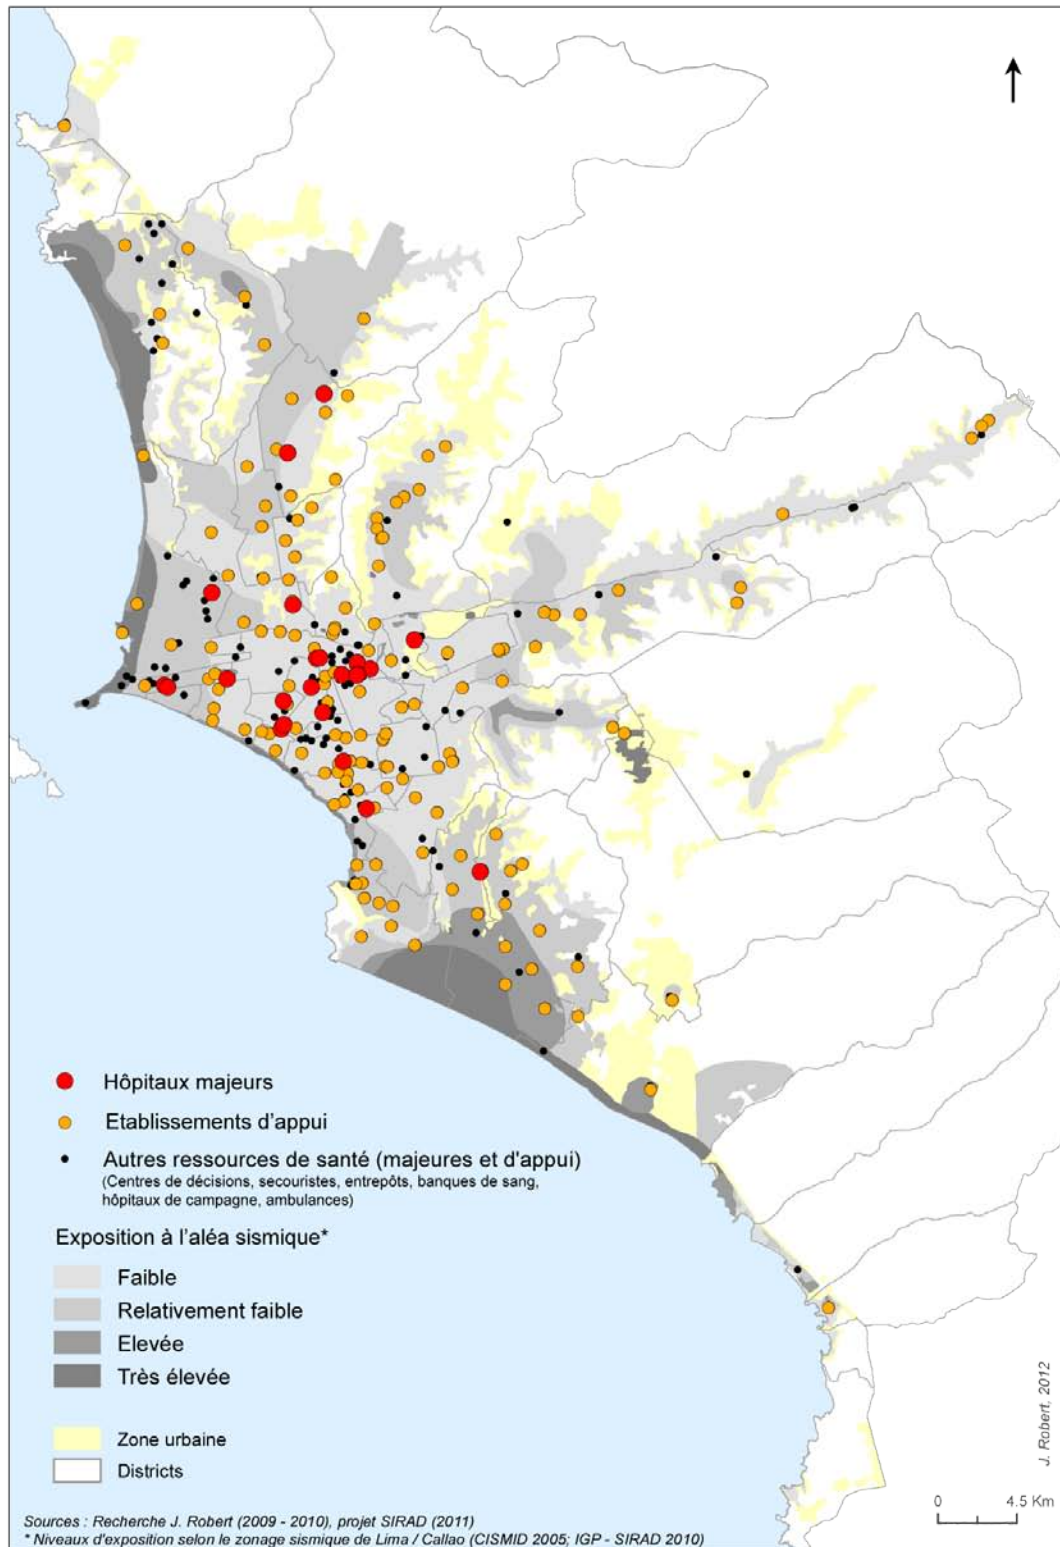 Hôpitaux majeurs
Etablissements d'appui
Autres ressources de santé (majeures et d'appui)
(Centres de décisions, secouristes, entrepôts, banques de sang,
hôpitaux de campagne, ambulances)
Exposition à l'aléa sismique*
Faible
Relativement faible
Elevée
Très élevée
Zone urbaine
Districts
J. Robert, 2012
0 4.5 Km
Sources : Recherche J. Robert (2009 - 2010), projet SIRAD (2011)
* Niveaux d'exposition selon le zonage sismique de Lima / Callao (CISMID 2005; IGP - SIRAD 2010)